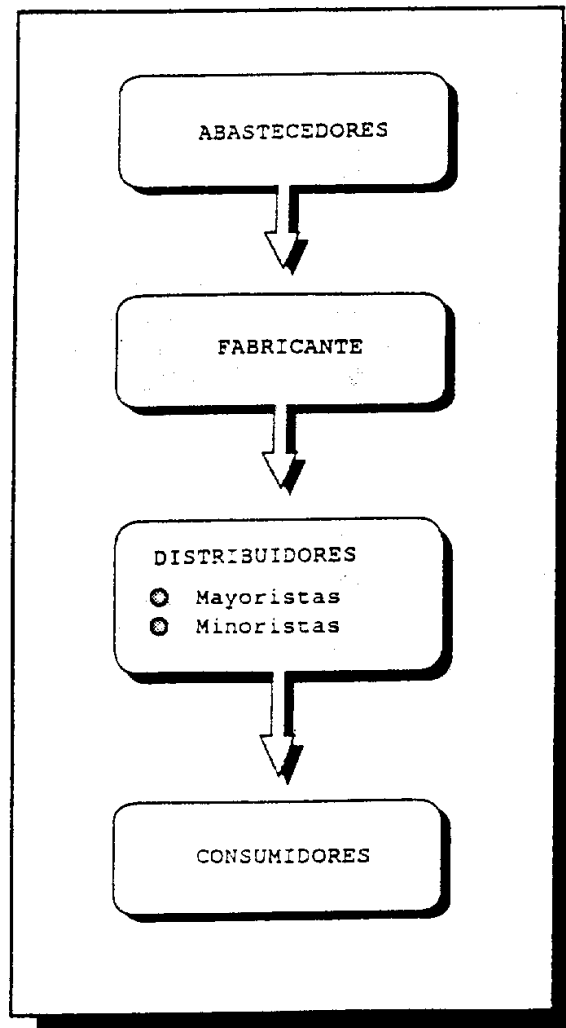 ABASTECEDORES
FABRICANTE
DISTRIBUIDORES
Mayoristas
Minoristas
CONSUMIDORES